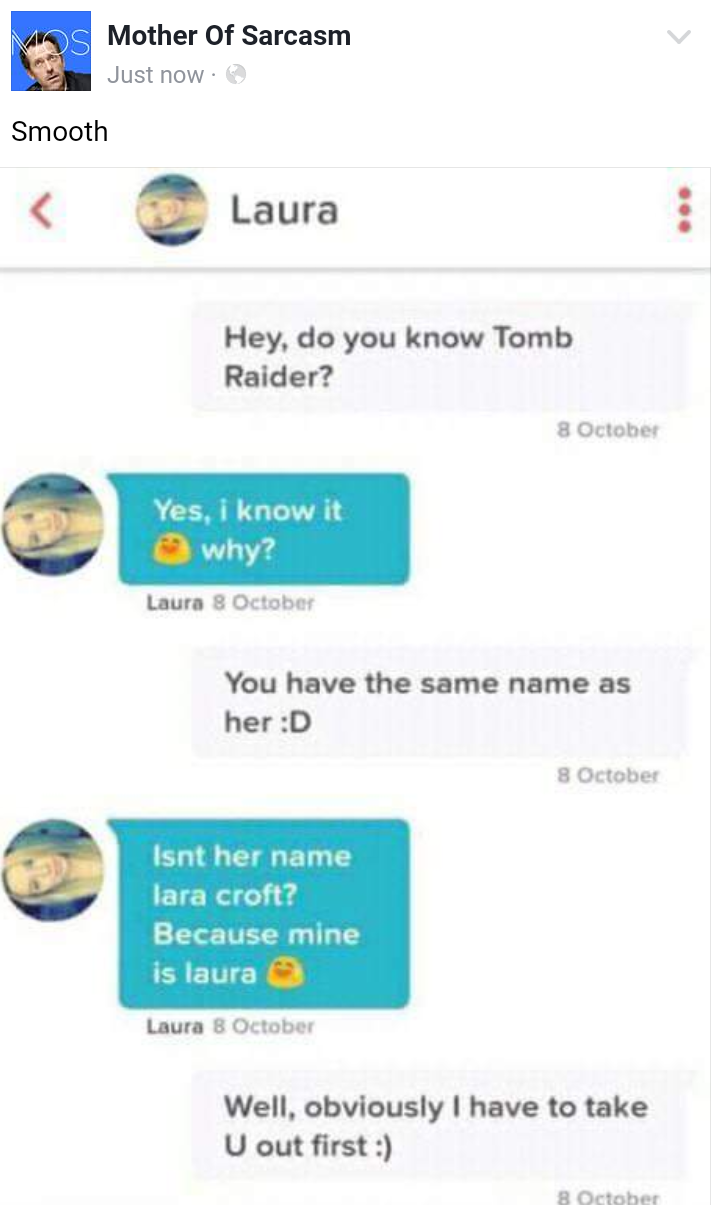 MOS
Mother Of Sarcasm
Just now ·
Smooth
Laura
Hey, do you know Tomb
Raider?
8 October
Yes, i know it
🤗 why?
Laura 8 October
You have the same name as
her :D
8 October
Isnt her name
lara croft?
Because mine
is laura 🤗
Laura 8 October
Well, obviously I have to take
U out first :)
8 October